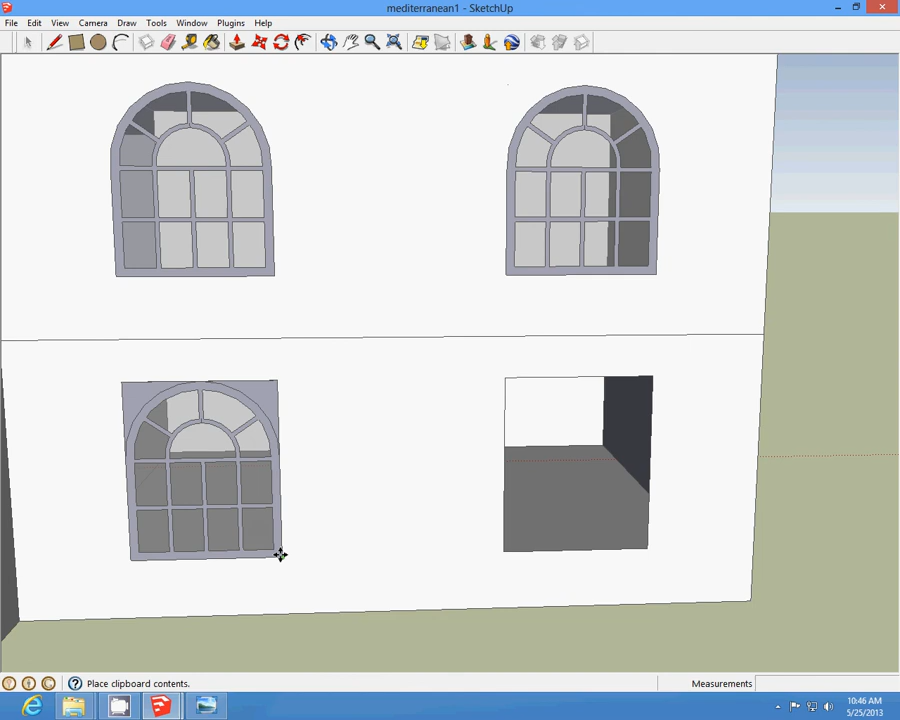 mediterranean1 - SketchUp
File Edit View Camera Draw Tools Window Plugins Help
Place clipboard contents. Measurements
10:46 AM
5/25/2013